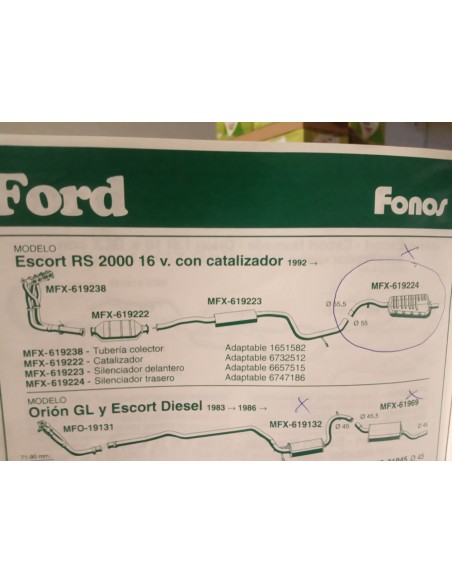 Ford
Fonos
MODELO
Escort RS 2000 16 v. con catalizador 1992 →
MFX-619238
MFX-619222
MFX-619223
MFX-619224
Ø 55
MFX-619238 - Tubería colector Adaptable 1651582
MFX-619222 - Catalizador Adaptable 6732512
MFX-619223 - Silenciador delantero Adaptable 6657515
MFX-619224 - Silenciador trasero Adaptable 6747186
MODELO
Orión GL y Escort Diesel 1983 → 1986 →
MFO-19131
MFX-619132
Ø 45
Ø 45,5